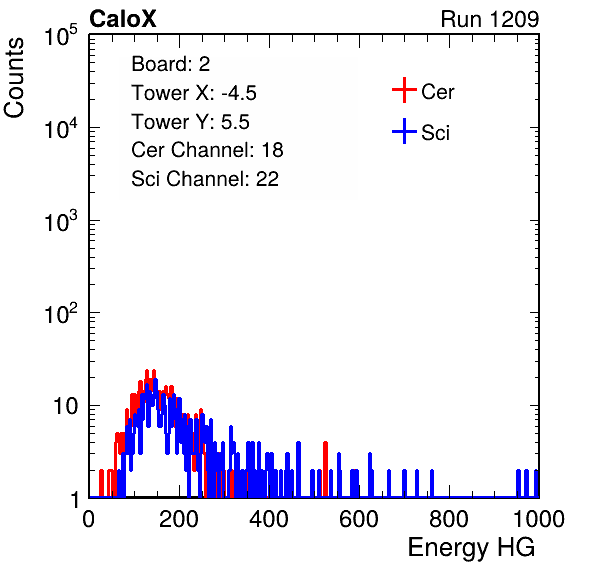 CaloX Run 1209
Counts
10^5
10^4
10^3
10^2
10
1
Board: 2
Tower X: -4.5
Tower Y: 5.5
Cer Channel: 18
Sci Channel: 22
Cer
Sci
0 200 400 600 800 1000
Energy HG